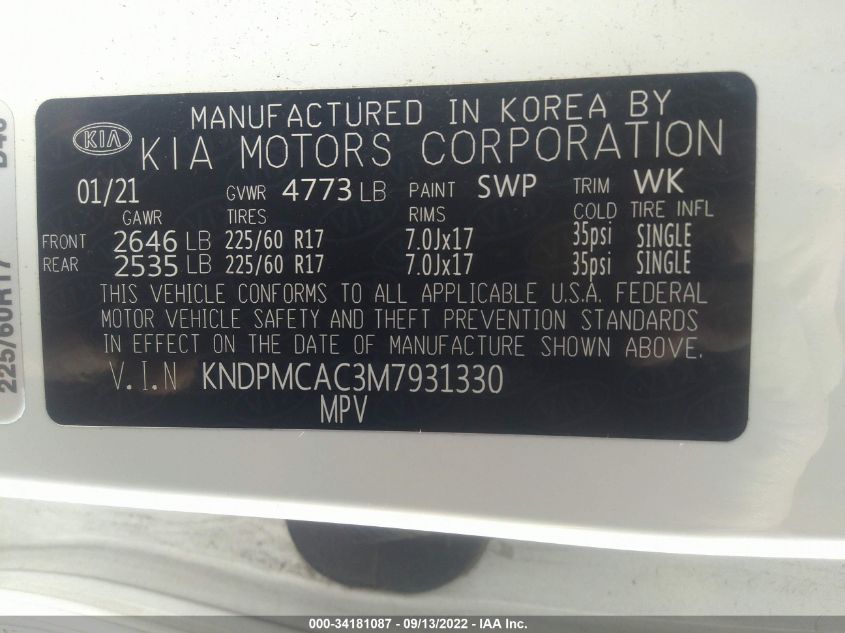 MANUFACTURED IN KOREA BY
KIA KIA MOTORS CORPORATION
01/21 GVWR 4773 LB PAINT SWP TRIM WK
GAWR TIRES RIMS COLD TIRE INFL
FRONT 2646 LB 225/60 R17 7.0Jx17 35psi SINGLE
REAR 2535 LB 225/60 R17 7.0Jx17 35psi SINGLE
THIS VEHICLE CONFORMS TO ALL APPLICABLE U.S.A. FEDERAL
MOTOR VEHICLE SAFETY AND THEFT PREVENTION STANDARDS
IN EFFECT ON THE DATE OF MANUFACTURE SHOWN ABOVE.
V.I.N KNDPMCAC3M7931330
MPV
225/60R17
000-34181087 - 09/13/2022 - IAA Inc.